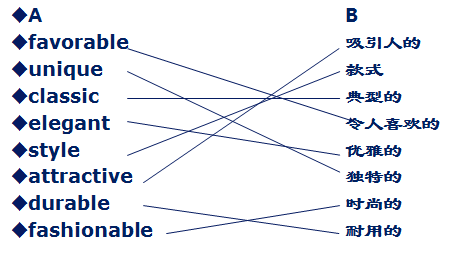 ◆A B
◆favorable 吸引人的
◆unique 款式
◆classic 典型的
◆elegant 令人喜欢的
◆style 优雅的
◆attractive 独特的
◆durable 时尚的
◆fashionable 耐用的